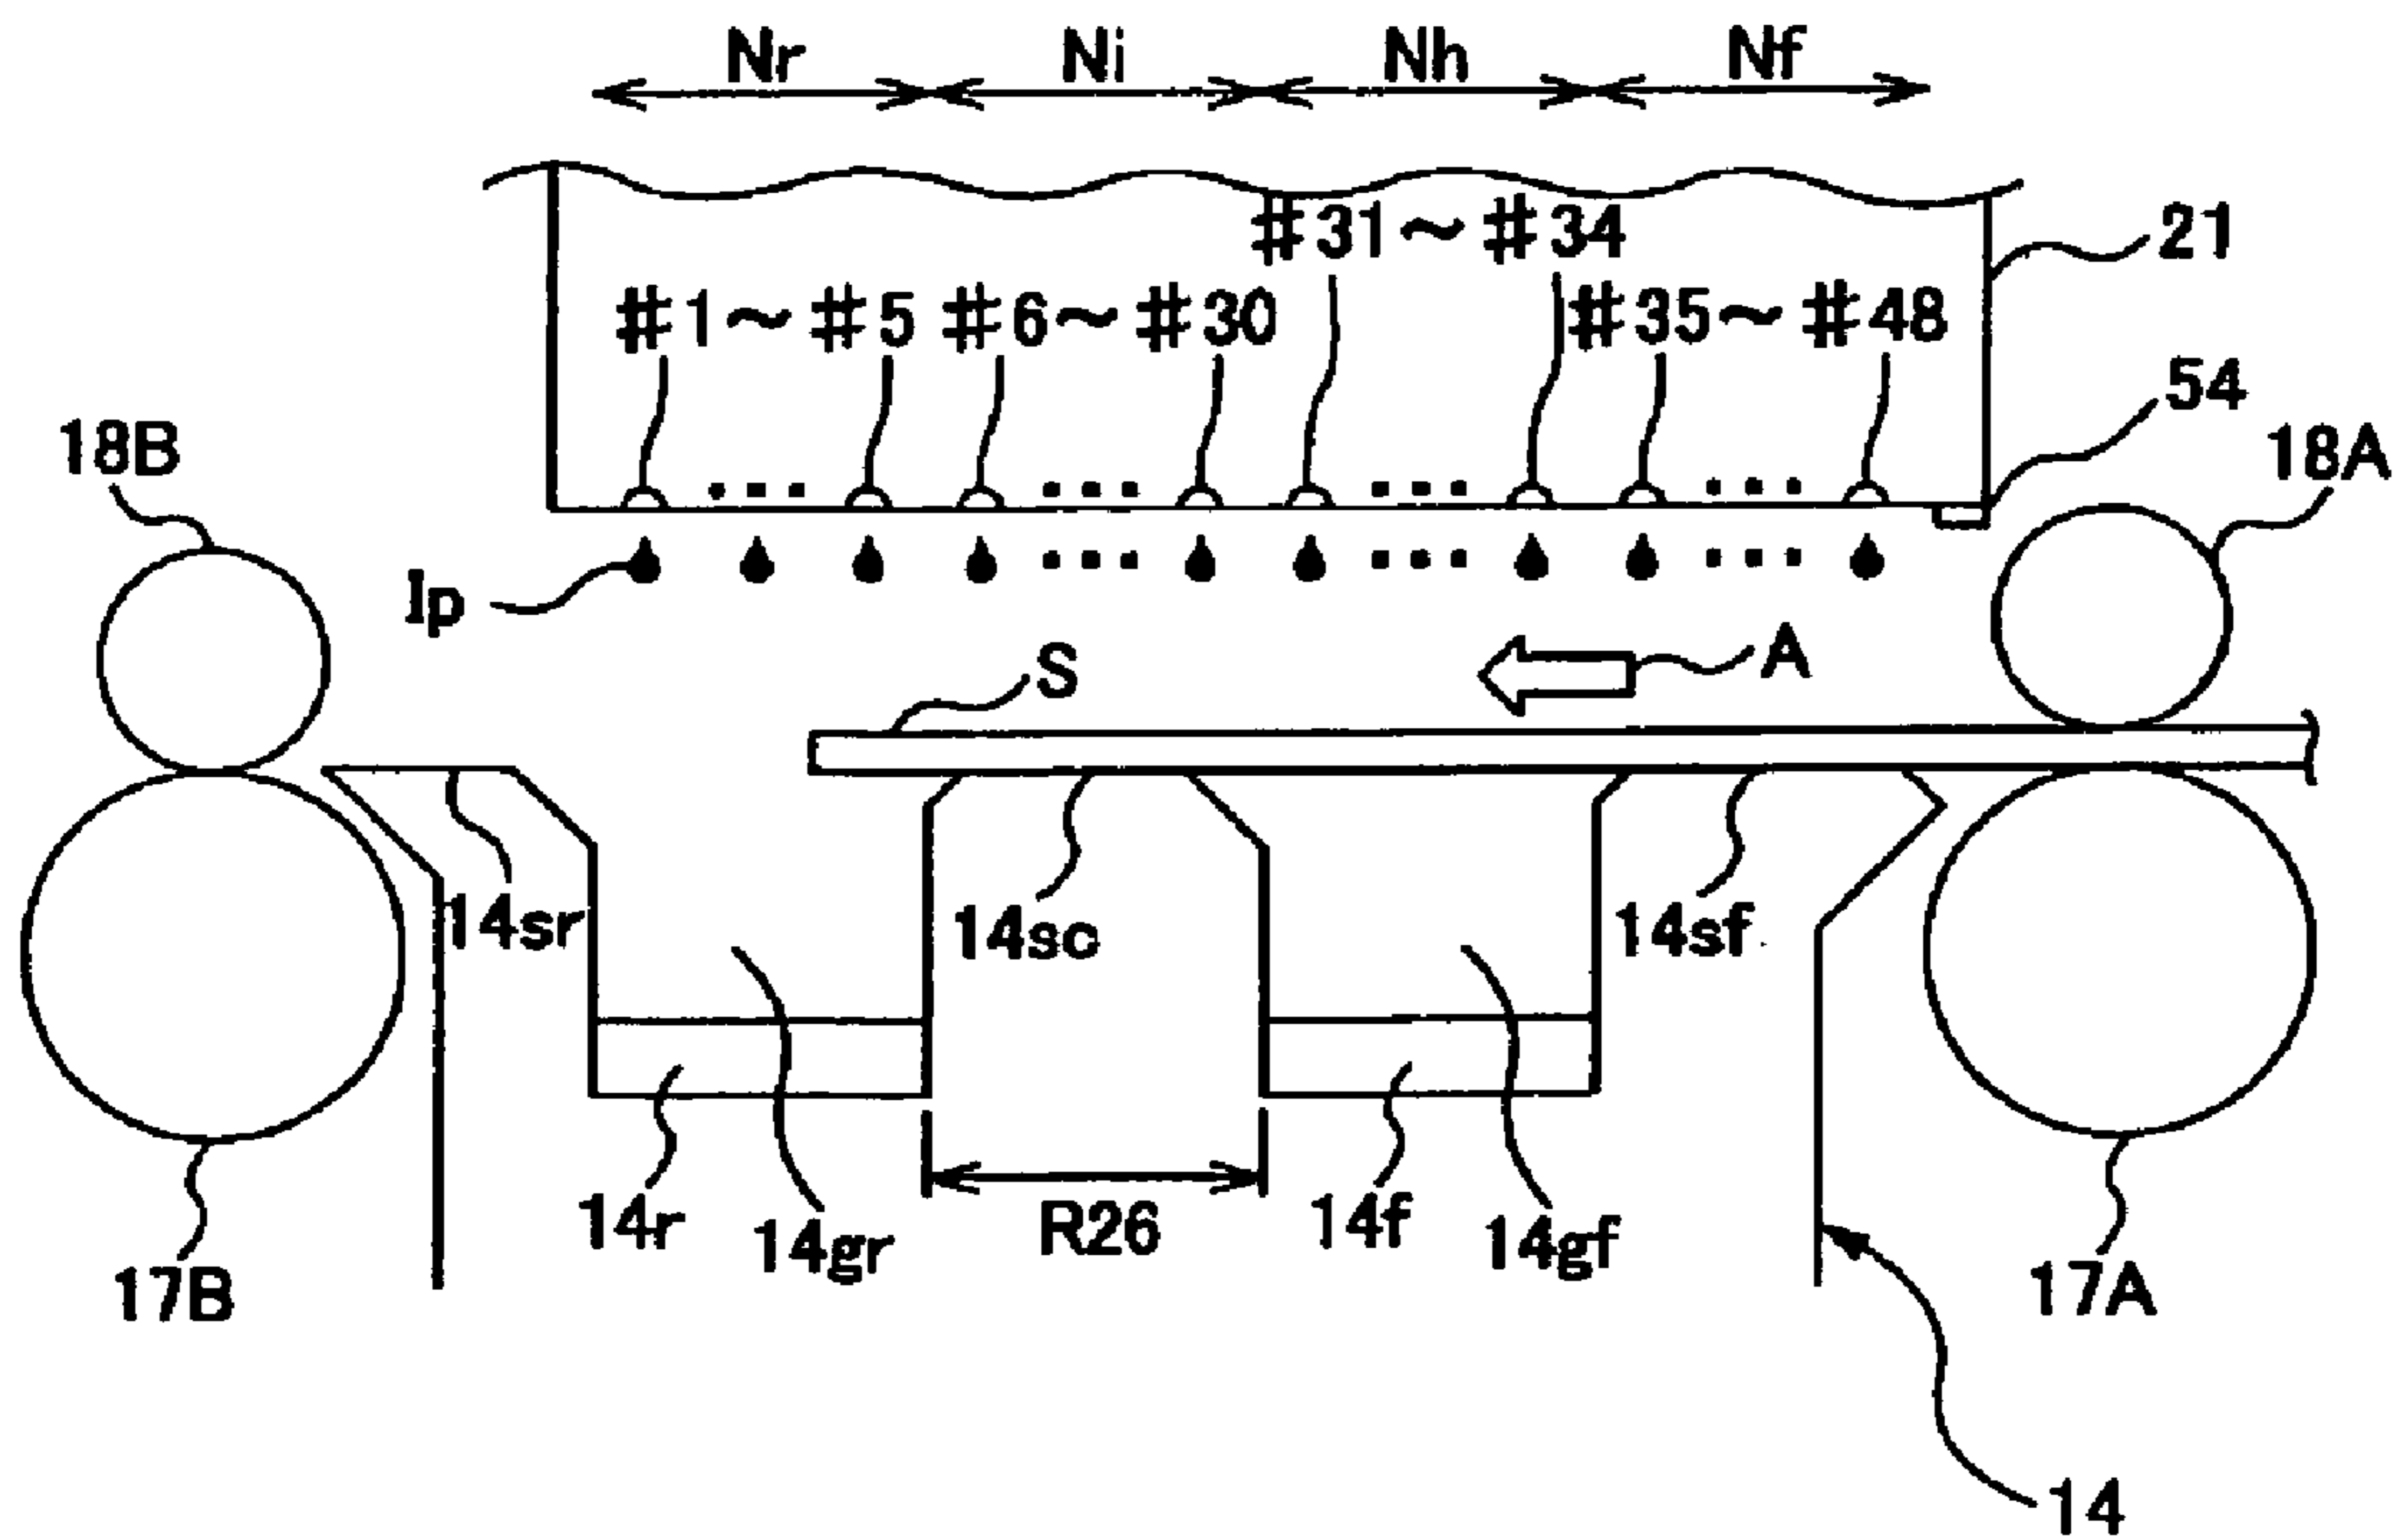 Nr Ni Nh Nf
#31～#34
21
#1～#5 #6～#30 #35～#48
54
18B
18A
Ip
S
A
14sr
14sc
14sf
14r
14gr
R26
14f
14gf
17B
17A
14